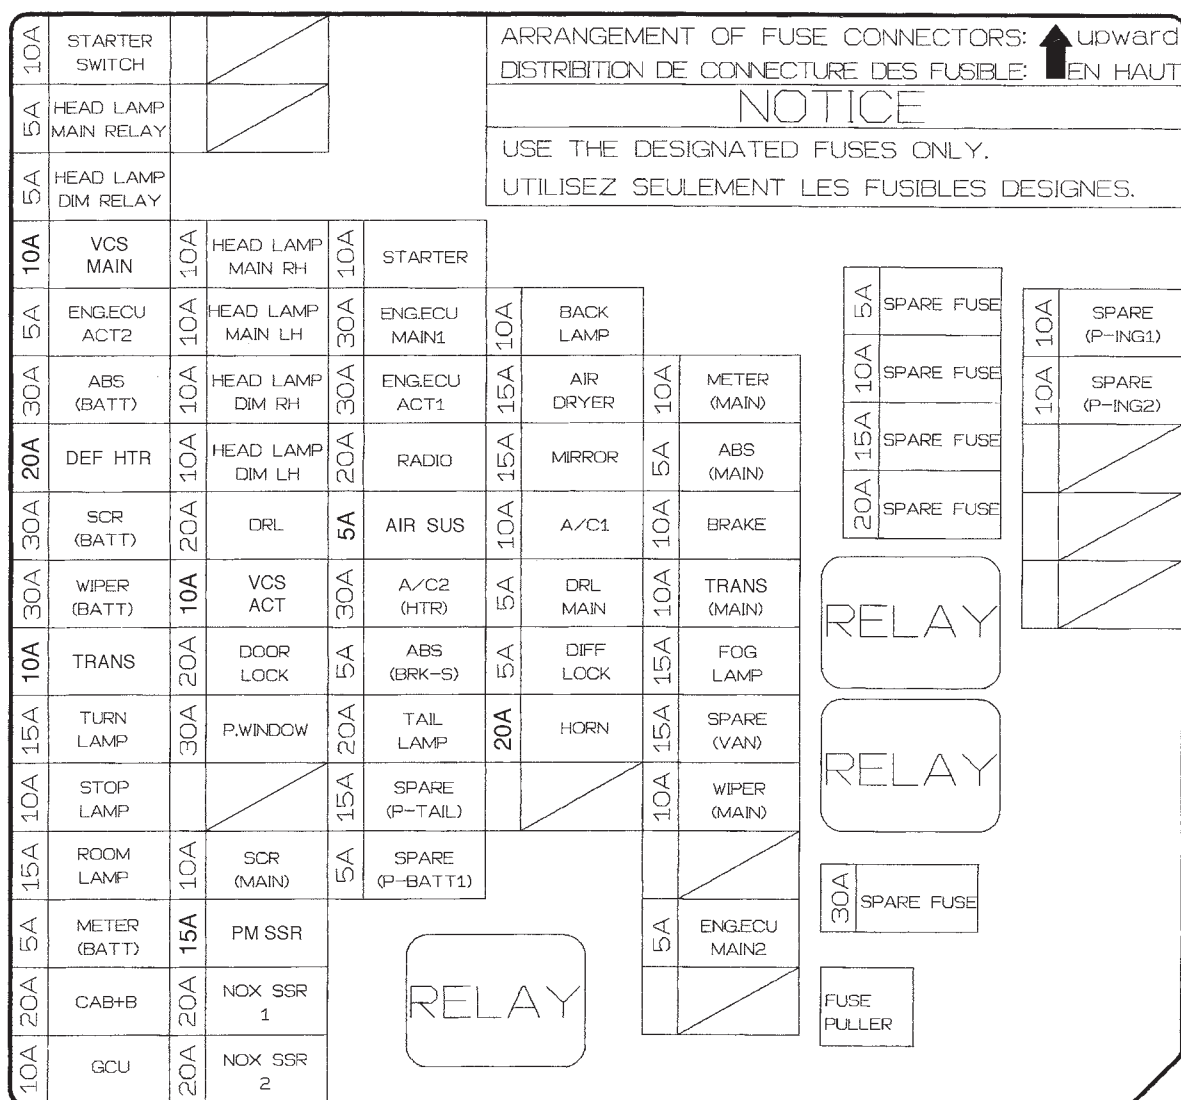 ARRANGEMENT OF FUSE CONNECTORS: upward
DISTRIBITION DE CONNECTURE DES FUSIBLE: EN HAUT
NOTICE
USE THE DESIGNATED FUSES ONLY.
UTILISEZ SEULEMENT LES FUSIBLES DESIGNES.
10A STARTER
SWITCH
5A HEAD LAMP
MAIN RELAY
5A HEAD LAMP
DIM RELAY
10A VCS
MAIN
5A ENG.ECU
ACT2
30A ABS
(BATT)
20A DEF HTR
30A SCR
(BATT)
30A WIPER
(BATT)
10A TRANS
15A TURN
LAMP
10A STOP
LAMP
15A ROOM
LAMP
5A METER
(BATT)
20A CAB+B
10A GCU
10A HEAD LAMP
MAIN RH
10A HEAD LAMP
MAIN LH
10A HEAD LAMP
DIM RH
10A HEAD LAMP
DIM LH
20A DRL
10A VCS
ACT
20A DOOR
LOCK
30A P.WINDOW
10A SCR
(MAIN)
15A PM SSR
20A NOX SSR
1
20A NOX SSR
2
10A STARTER
30A ENG.ECU
MAIN1
30A ENG.ECU
ACT1
20A RADIO
5A AIR SUS
30A A/C2
(HTR)
5A ABS
(BRK-S)
20A TAIL
LAMP
15A SPARE
(P-TAIL)
5A SPARE
(P-BATT1)
10A BACK
LAMP
15A AIR
DRYER
15A MIRROR
10A A/C1
5A DRL
MAIN
5A DIFF
LOCK
20A HORN
10A METER
(MAIN)
5A ABS
(MAIN)
10A BRAKE
10A TRANS
(MAIN)
15A FOG
LAMP
15A SPARE
(VAN)
10A WIPER
(MAIN)
5A ENG.ECU
MAIN2
RELAY
5A SPARE FUSE
10A SPARE FUSE
15A SPARE FUSE
20A SPARE FUSE
RELAY
RELAY
30A SPARE FUSE
FUSE
PULLER
10A SPARE
(P-ING1)
10A SPARE
(P-ING2)